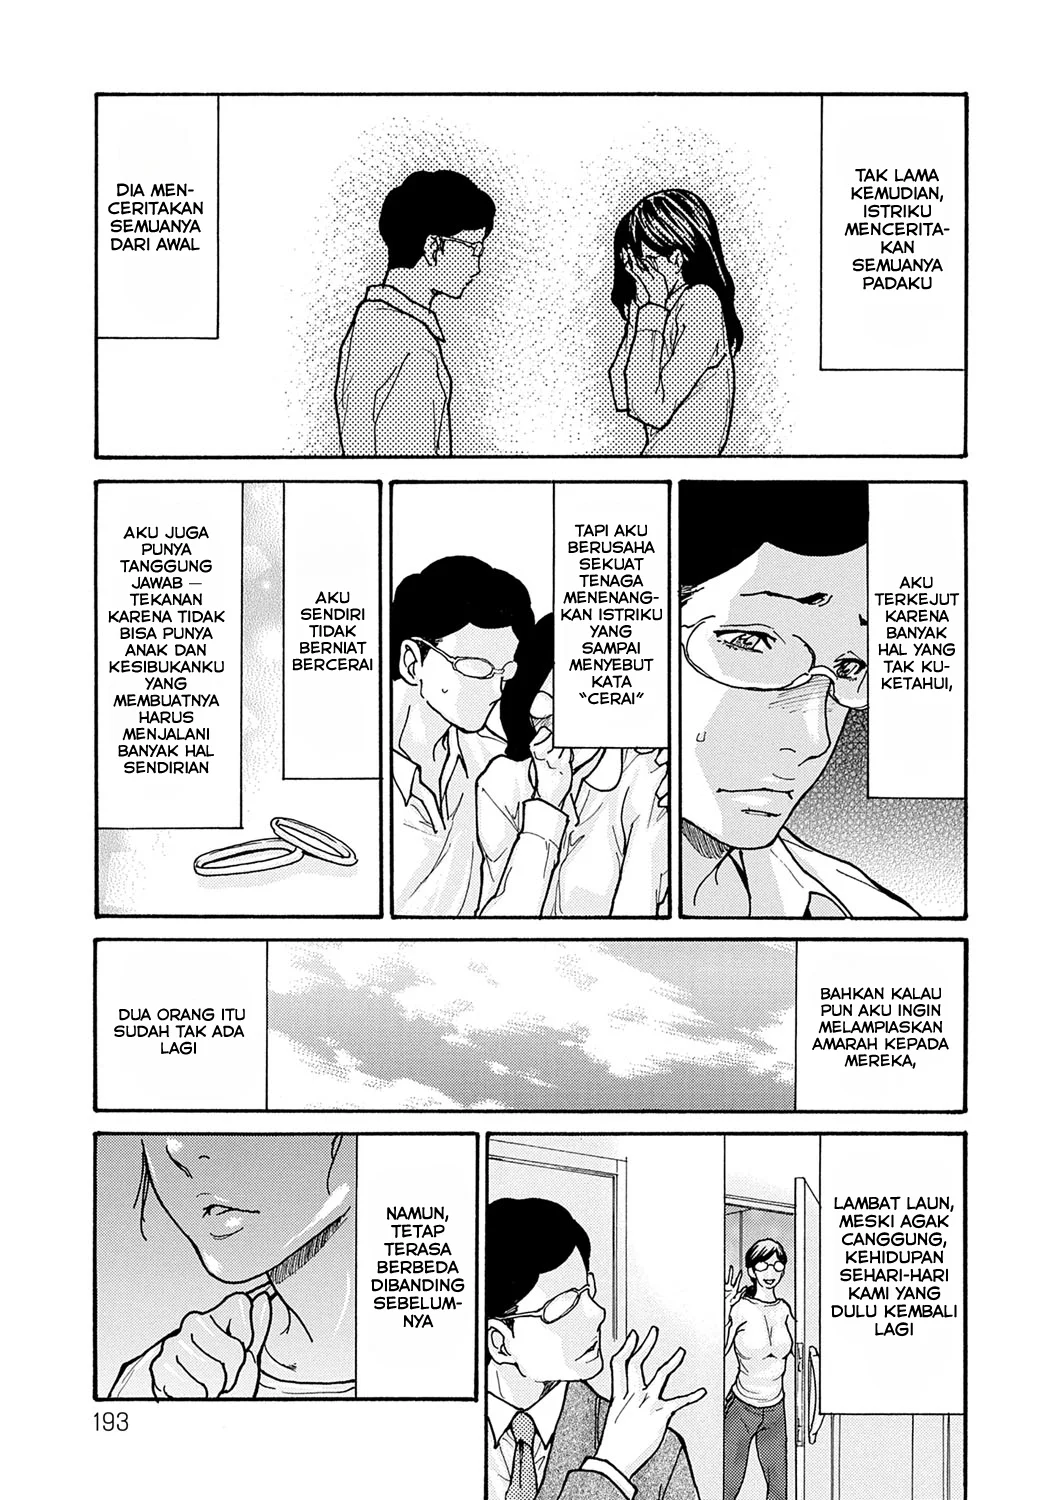 TAK LAMA
KEMUDIAN,
ISTRIKU
MENCERITA-
KAN
SEMUANYA
PADAKU
DIA MEN-
CERITAKAN
SEMUANYA
DARI AWAL
AKU
TERKEJUT
KARENA
BANYAK
HAL YANG
TAK KU-
KETAHUI,
TAPI AKU
BERUSAHA
SEKUAT
TENAGA
MENENANG-
KAN ISTRIKU
YANG
SAMPAI
MENYEBUT
KATA
“CERAI”
AKU
SENDIRI
TIDAK
BERNIAT
BERCERAI
AKU JUGA
PUNYA
TANGGUNG
JAWAB —
TEKANAN
KARENA TIDAK
BISA PUNYA
ANAK DAN
KESIBUKANKU
YANG
MEMBUATNYA
HARUS
MENJALANI
BANYAK HAL
SENDIRIAN
BAHKAN KALAU
PUN AKU INGIN
MELAMPIASKAN
AMARAH KEPADA
MEREKA,
DUA ORANG ITU
SUDAH TAK ADA
LAGI
LAMBAT LAUN,
MESKI AGAK
CANGGUNG,
KEHIDUPAN
SEHARI-HARI
KAMI YANG
DULU KEMBALI
LAGI
NAMUN,
TETAP
TERASA
BERBEDA
DIBANDING
SEBELUM-
NYA
193